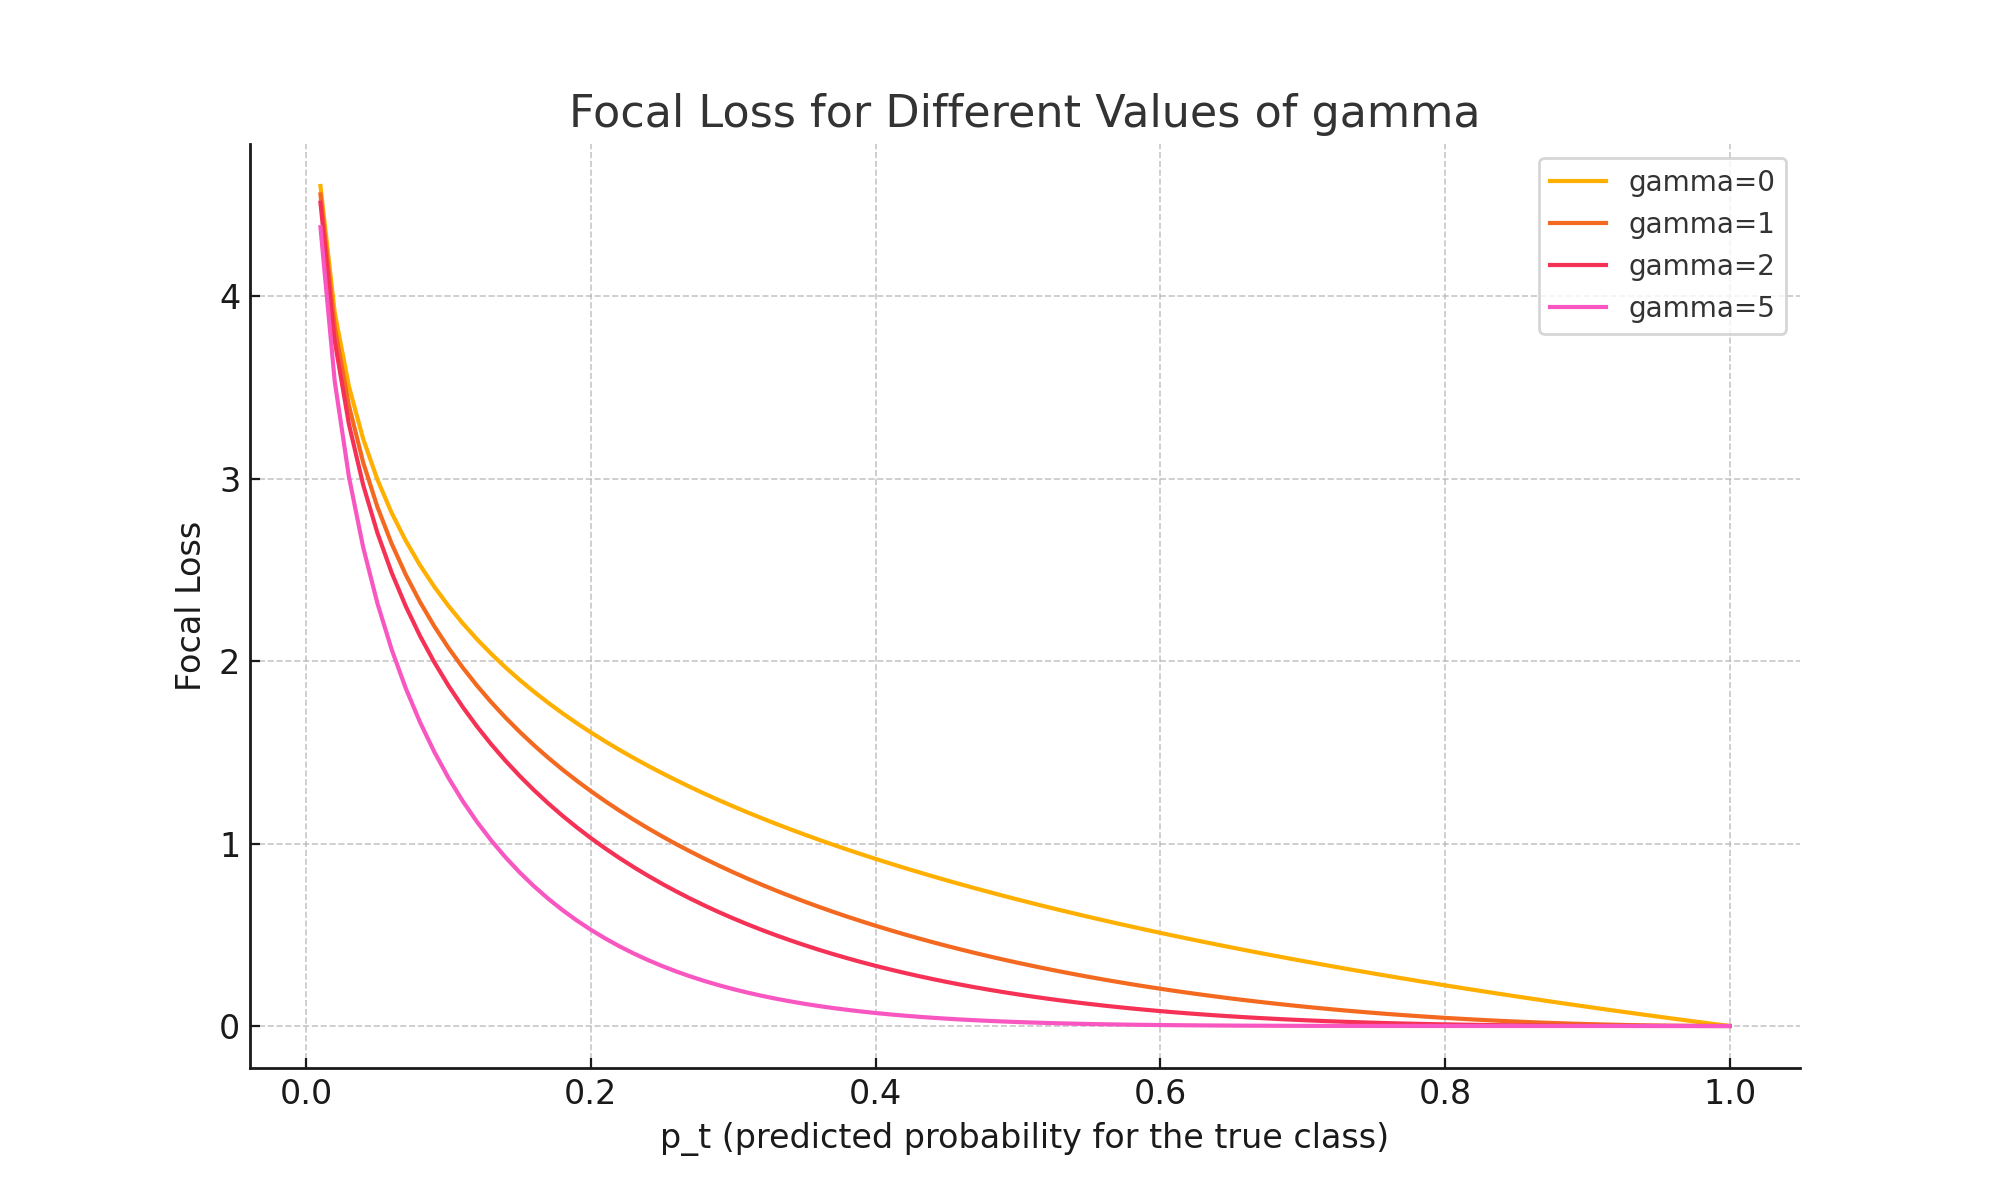 Focal Loss for Different Values of gamma
gamma=0
gamma=1
gamma=2
gamma=5
Focal Loss
4
3
2
1
0
0.0 0.2 0.4 0.6 0.8 1.0
p_t (predicted probability for the true class)